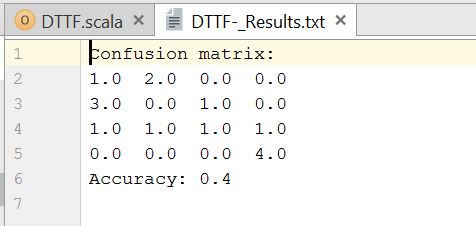 DTTF.scala DTTF-_Results.txt
1 Confusion matrix:
2 1.0 2.0 0.0 0.0
3 3.0 0.0 1.0 0.0
4 1.0 1.0 1.0 1.0
5 0.0 0.0 0.0 4.0
6 Accuracy: 0.4
7